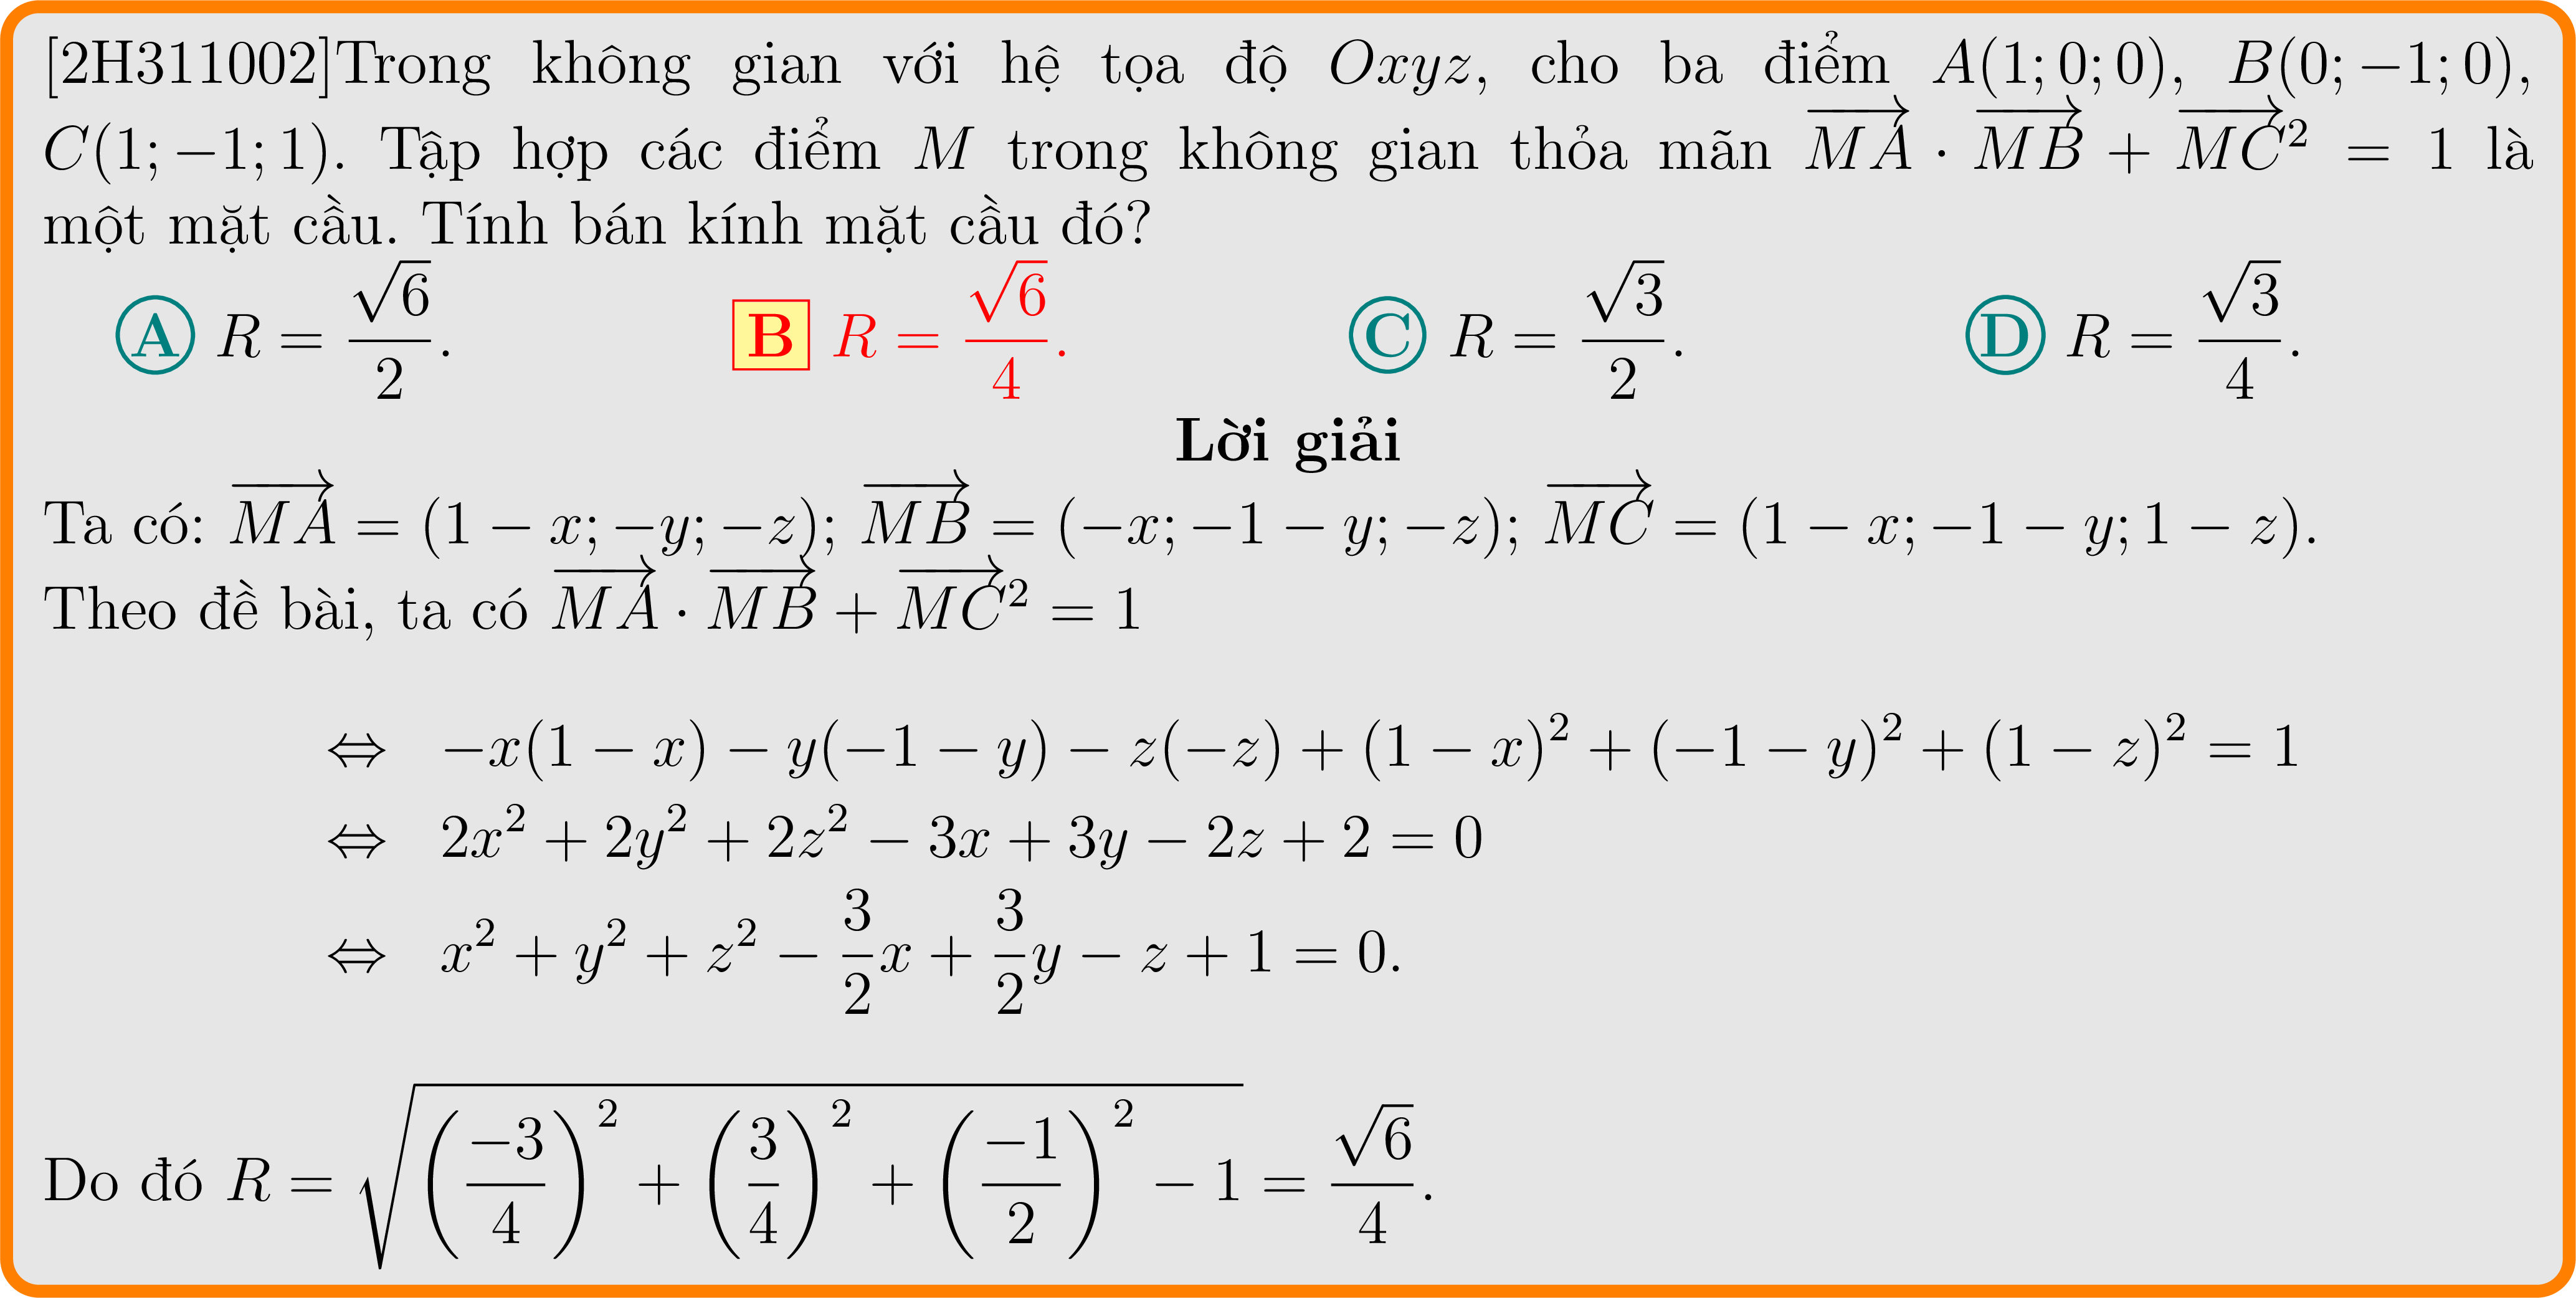 [2H311002]Trong không gian với hệ tọa độ Oxyz, cho ba điểm A(1; 0; 0), B(0; −1; 0),
C(1; −1; 1). Tập hợp các điểm M trong không gian thỏa mãn $\overrightarrow{MA} \cdot \overrightarrow{MB} + \overrightarrow{MC}^2 = 1$ là
một mặt cầu. Tính bán kính mặt cầu đó?
A $R = \frac{\sqrt{6}}{2}$. B $R = \frac{\sqrt{6}}{4}$. C $R = \frac{\sqrt{3}}{2}$. D $R = \frac{\sqrt{3}}{4}$.
Lời giải
Ta có: $\overrightarrow{MA} = (1 - x; -y; -z)$; $\overrightarrow{MB} = (-x; -1 - y; -z)$; $\overrightarrow{MC} = (1 - x; -1 - y; 1 - z)$.
Theo đề bài, ta có $\overrightarrow{MA} \cdot \overrightarrow{MB} + \overrightarrow{MC}^2 = 1$
$\Leftrightarrow -x(1 - x) - y(-1 - y) - z(-z) + (1 - x)^2 + (-1 - y)^2 + (1 - z)^2 = 1$
$\Leftrightarrow 2x^2 + 2y^2 + 2z^2 - 3x + 3y - 2z + 2 = 0$
$\Leftrightarrow x^2 + y^2 + z^2 - \frac{3}{2}x + \frac{3}{2}y - z + 1 = 0.$
Do đó $R = \sqrt{\left(\frac{-3}{4}\right)^2 + \left(\frac{3}{4}\right)^2 + \left(\frac{-1}{2}\right)^2 - 1} = \frac{\sqrt{6}}{4}$.